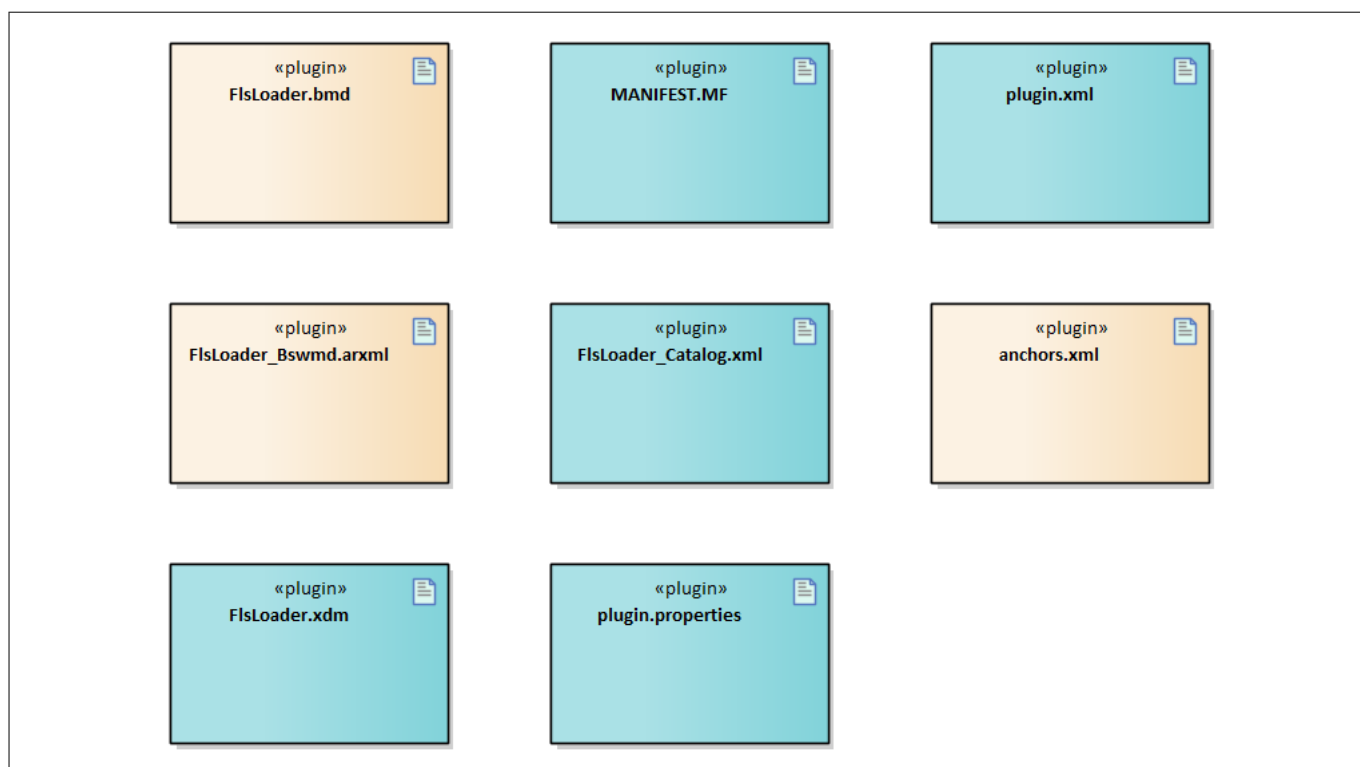 «plugin»
FlsLoader.bmd
«plugin»
MANIFEST.MF
«plugin»
plugin.xml
«plugin»
FlsLoader_Bswmd.arxml
«plugin»
FlsLoader_Catalog.xml
«plugin»
anchors.xml
«plugin»
FlsLoader.xdm
«plugin»
plugin.properties